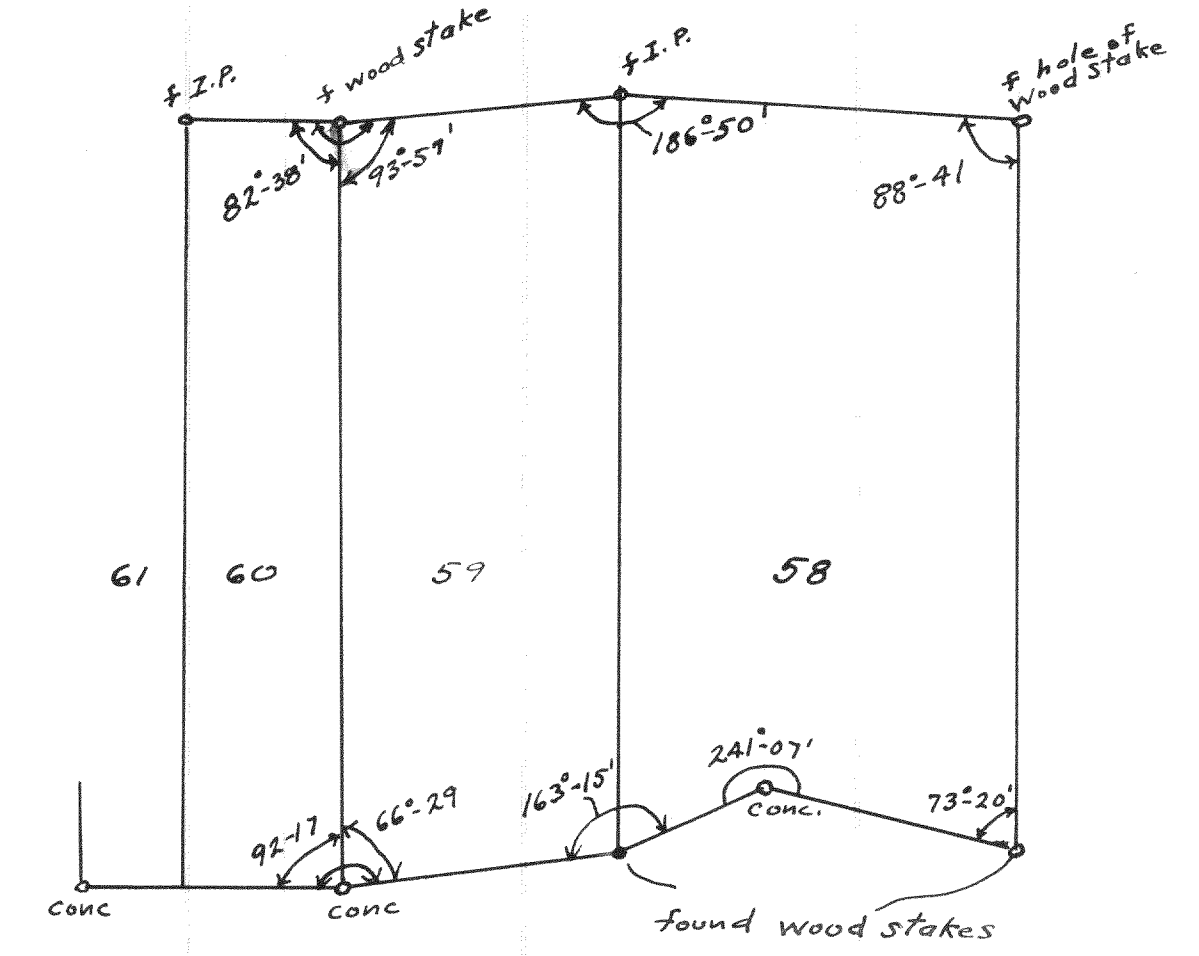 f I.P.
f wood stake
f I.P.
f hole of
wood stake
82°-38'
93°-57'
186°-50'
88°-41
61
60
59
58
92-17
66°-29
163°-15'
241°-07'
73°-20'
conc.
conc
conc
found wood stakes